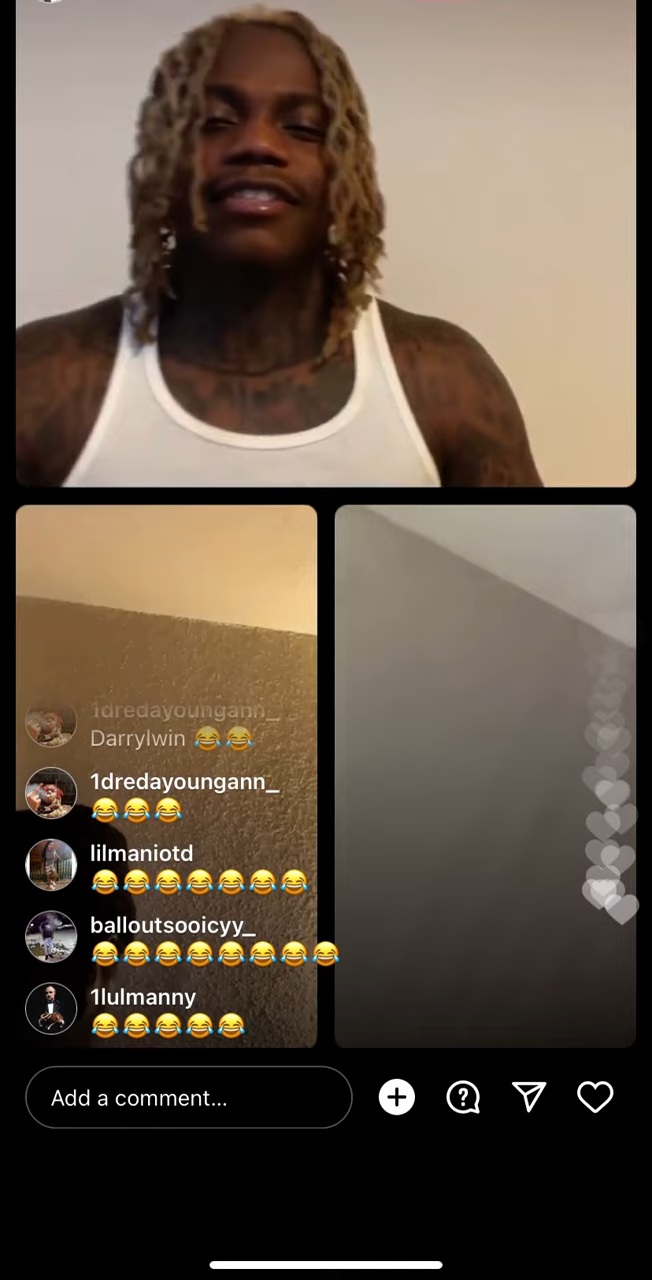 1dredayoungann_
Darrylwin 😂😂
1dredayoungann_
😂😂😂
lilmaniotd
😂😂😂😂😂😂😂
balloutsooicyy_
😂😂😂😂😂😂😂😂
1lulmanny
😂😂😂😂😂
Add a comment...